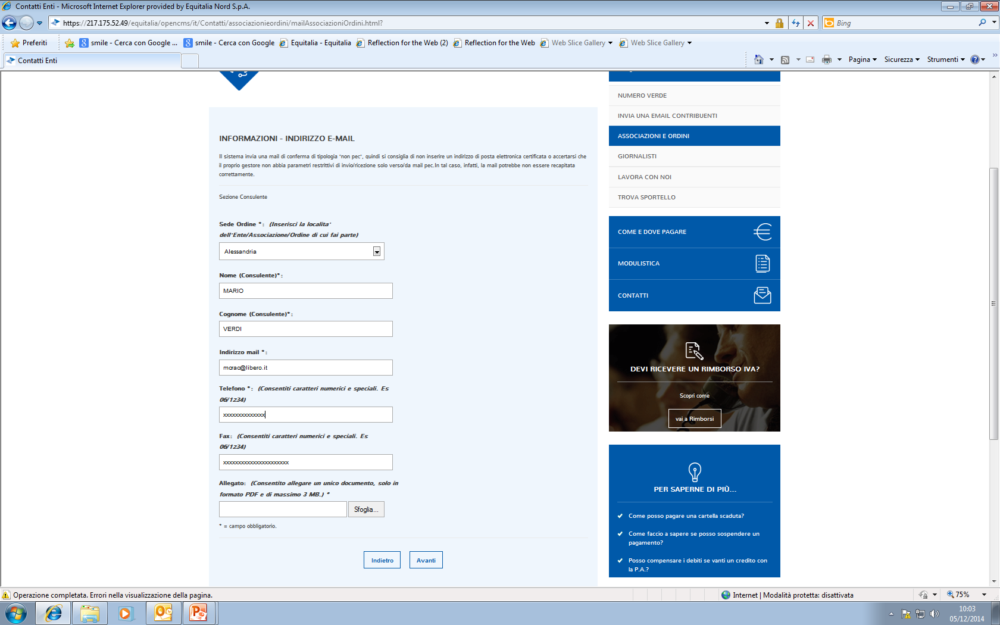 Contatti Enti - Microsoft Internet Explorer provided by Equitalia Nord S.p.A.
https://217.175.52.49/equitalia/opencms/it/Contatti/associazionieordini/mailAssociazioniOrdini.html?
Bing
Preferiti
smile - Cerca con Google ...
smile - Cerca con Google
Equitalia - Equitalia
Reflection for the Web (2)
Reflection for the Web
Web Slice Gallery
Web Slice Gallery
Contatti Enti
Pagina
Sicurezza
Strumenti
INFORMAZIONI - INDIRIZZO E-MAIL
Il sistema invia una mail di conferma di tipologia "non pec", quindi si consiglia di non inserire un indirizzo di posta elettronica certificata o accertarsi che
il proprio gestore non abbia parametri restrittivi di invio/ricezione solo verso/da mail pec.In tal caso, infatti, la mail potrebbe non essere recapitata
correttamente.
Sezione Consulente
Sede Ordine *: (Inserisci la localita'
dell'Ente/Associazione/Ordine di cui fai parte)
Alessandria
Nome (Consulente)*:
MARIO
Cognome (Consulente)*:
VERDI
Indirizzo mail *:
mcrac@libero.it
Telefono *: (Consentiti caratteri numerici e speciali. Es
06/1234)
xxxxxxxxxxxxxx
Fax: (Consentiti caratteri numerici e speciali. Es
06/1234)
xxxxxxxxxxxxxxxxxxxxxx
Allegato: (Consentito allegare un unico documento, solo in
formato PDF e di massimo 3 MB.) *
Sfoglia...
* = campo obbligatorio.
Indietro
Avanti
NUMERO VERDE
INVIA UNA EMAIL CONTRIBUENTI
ASSOCIAZIONI E ORDINI
GIORNALISTI
LAVORA CON NOI
TROVA SPORTELLO
COME E DOVE PAGARE
MODULISTICA
CONTATTI
DEVI RICEVERE UN RIMBORSO IVA?
Scopri come
vai a Rimborsi
PER SAPERNE DI PIÙ...
Come posso pagare una cartella scaduta?
Come faccio a sapere se posso sospendere un
pagamento?
Posso compensare i debiti se vanti un credito con
la P.A.?
Operazione completata. Errori nella visualizzazione della pagina.
Internet | Modalità protetta: disattivata
75%
10:03
05/12/2014